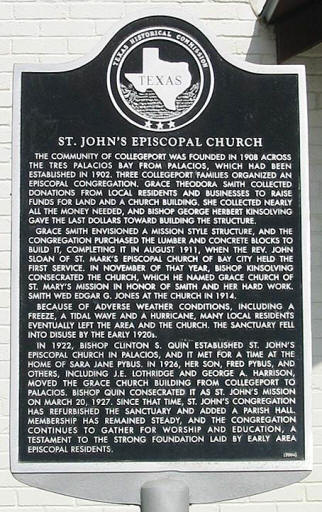 TEXAS HISTORICAL COMMISSION
TEXAS
ST. JOHN'S EPISCOPAL CHURCH
THE COMMUNITY OF COLLEGEPORT WAS FOUNDED IN 1908 ACROSS
THE TRES PALACIOS BAY FROM PALACIOS, WHICH HAD BEEN
ESTABLISHED IN 1902. THREE COLLEGEPORT FAMILIES ORGANIZED AN
EPISCOPAL CONGREGATION. GRACE THEODORA SMITH COLLECTED
DONATIONS FROM LOCAL RESIDENTS AND BUSINESSES TO RAISE
FUNDS FOR LAND AND A CHURCH BUILDING. SHE COLLECTED NEARLY
ALL THE MONEY NEEDED, AND BISHOP GEORGE HERBERT KINSOLVING
GAVE THE LAST DOLLARS TOWARD BUILDING THE STRUCTURE.
GRACE SMITH ENVISIONED A MISSION STYLE STRUCTURE, AND THE
CONGREGATION PURCHASED THE LUMBER AND CONCRETE BLOCKS TO
BUILD IT, COMPLETING IT IN AUGUST 1911, WHEN THE REV. JOHN
SLOAN OF ST. MARK'S EPISCOPAL CHURCH OF BAY CITY HELD THE
FIRST SERVICE. IN NOVEMBER OF THAT YEAR, BISHOP KINSOLVING
CONSECRATED THE CHURCH, WHICH HE NAMED GRACE CHURCH OF
ST. MARY'S MISSION IN HONOR OF SMITH AND HER HARD WORK.
SMITH WED EDGAR G. JONES AT THE CHURCH IN 1914.
BECAUSE OF ADVERSE WEATHER CONDITIONS, INCLUDING A
FREEZE, A TIDAL WAVE AND A HURRICANE, MANY LOCAL RESIDENTS
EVENTUALLY LEFT THE AREA AND THE CHURCH. THE SANCTUARY FELL
INTO DISUSE BY THE EARLY 1920s.
IN 1922, BISHOP CLINTON S. QUIN ESTABLISHED ST. JOHN'S
EPISCOPAL CHURCH IN PALACIOS, AND IT MET FOR A TIME AT THE
HOME OF SARA JANE PYBUS. IN 1926, HER SON, FRED PYBUS, AND
OTHERS, INCLUDING J.E. LOTHRIDGE AND GEORGE A. HARRISON,
MOVED THE GRACE CHURCH BUILDING FROM COLLEGEPORT TO
PALACIOS. BISHOP QUIN CONSECRATED IT AS ST. JOHN'S MISSION
ON MARCH 20, 1927. SINCE THAT TIME, ST. JOHN'S CONGREGATION
HAS REFURBISHED THE SANCTUARY AND ADDED A PARISH HALL.
MEMBERSHIP HAS REMAINED STEADY, AND THE CONGREGATION
CONTINUES TO GATHER FOR WORSHIP AND EDUCATION, A
TESTAMENT TO THE STRONG FOUNDATION LAID BY EARLY AREA
EPISCOPAL RESIDENTS.